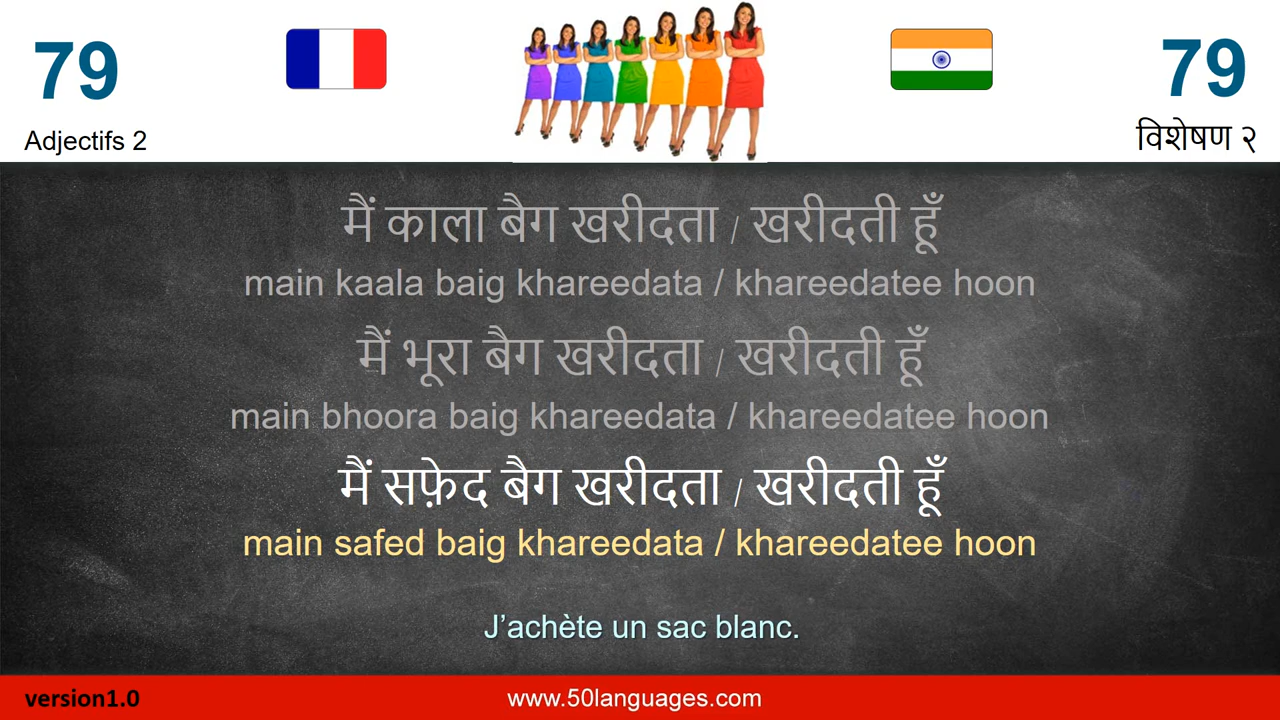 79
79
Adjectifs 2
विशेषण २
मैं काला बैग खरीदता / खरीदती हूँ
main kaala baig khareedata / khareedatee hoon
मैं भूरा बैग खरीदता / खरीदती हूँ
main bhoora baig khareedata / khareedatee hoon
मैं सफ़ेद बैग खरीदता / खरीदती हूँ
main safed baig khareedata / khareedatee hoon
J’achète un sac blanc.
version1.0
www.50languages.com